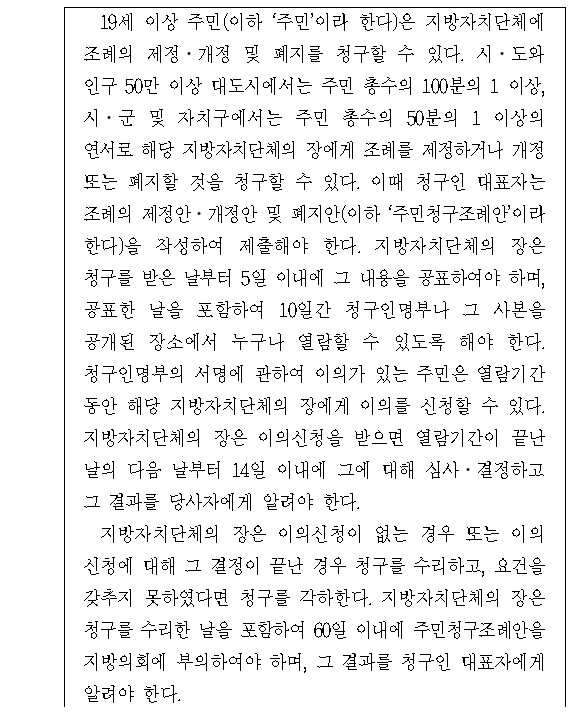 19세 이상 주민(이하 ‘주민’이라 한다)은 지방자치단체에
조례의 제정·개정 및 폐지를 청구할 수 있다. 시·도와
인구 50만 이상 대도시에서는 주민 총수의 100분의 1 이상,
시·군 및 자치구에서는 주민 총수의 50분의 1 이상의
연서로 해당 지방자치단체의 장에게 조례를 제정하거나 개정
또는 폐지할 것을 청구할 수 있다. 이때 청구인 대표자는
조례의 제정안·개정안 및 폐지안(이하 ‘주민청구조례안’이라
한다)을 작성하여 제출해야 한다. 지방자치단체의 장은
청구를 받은 날부터 5일 이내에 그 내용을 공표하여야 하며,
공표한 날을 포함하여 10일간 청구인명부나 그 사본을
공개된 장소에서 누구나 열람할 수 있도록 해야 한다.
청구인명부의 서명에 관하여 이의가 있는 주민은 열람기간
동안 해당 지방자치단체의 장에게 이의를 신청할 수 있다.
지방자치단체의 장은 이의신청을 받으면 열람기간이 끝난
날의 다음 날부터 14일 이내에 그에 대해 심사·결정하고
그 결과를 당사자에게 알려야 한다.
지방자치단체의 장은 이의신청이 없는 경우 또는 이의
신청에 대해 그 결정이 끝난 경우 청구를 수리하고, 요건을
갖추지 못하였다면 청구를 각하한다. 지방자치단체의 장은
청구를 수리한 날을 포함하여 60일 이내에 주민청구조례안을
지방의회에 부의하여야 하며, 그 결과를 청구인 대표자에게
알려야 한다.